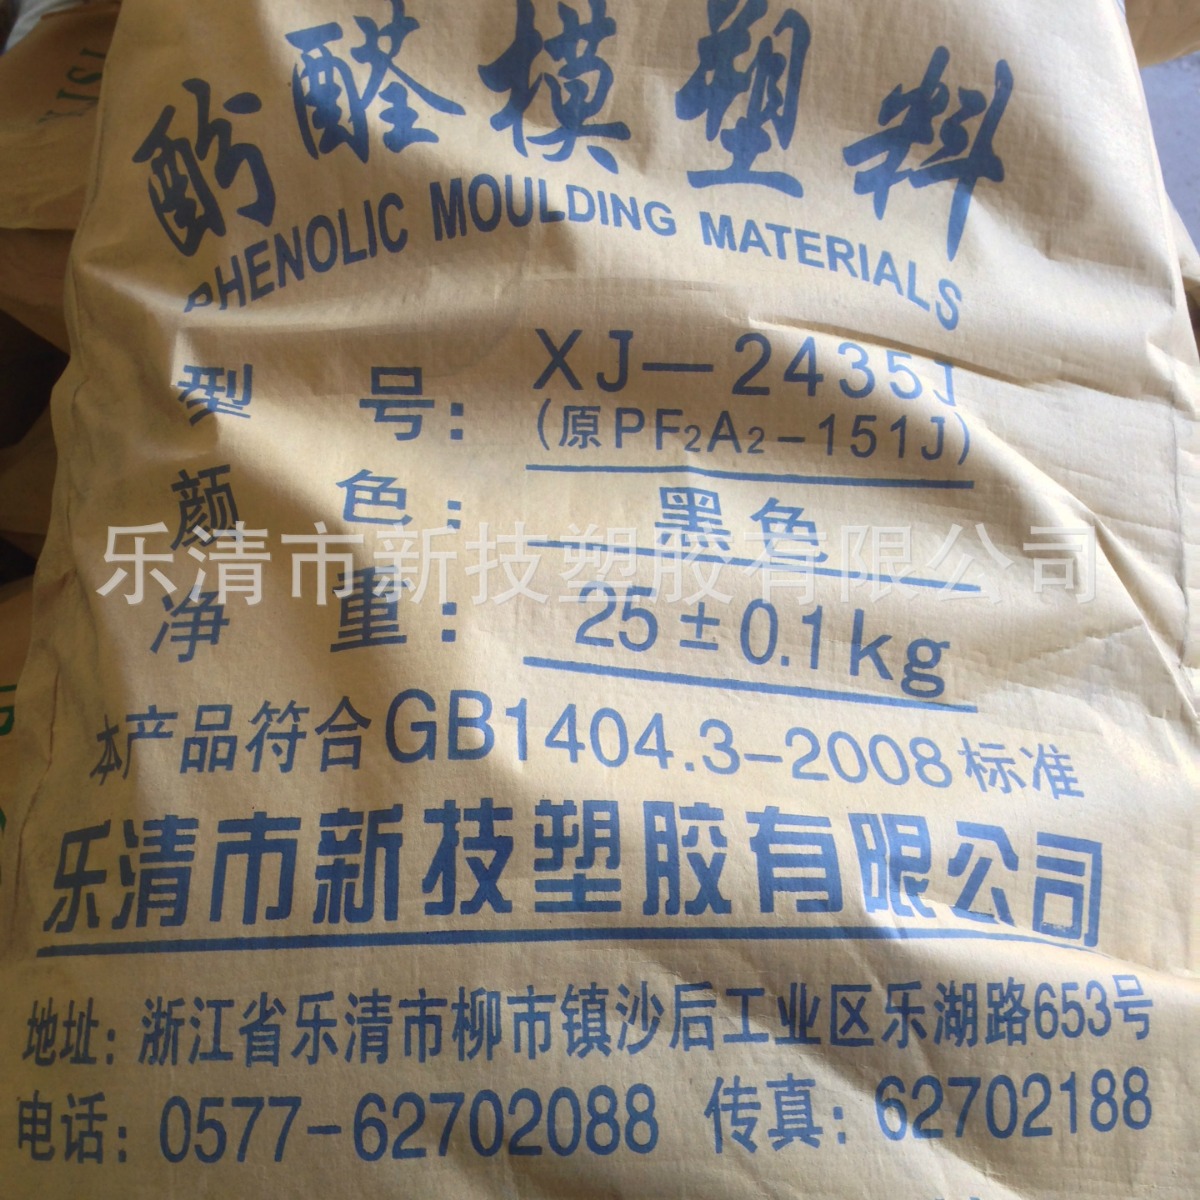 酚醛模塑料
PHENOLIC MOULDING MATERIALS
型 号： XJ—2435J
(原PF2A2-151J)
颜 色： 黑色
乐清市新技塑胶有限公司
净 重： 25±0.1kg
本产品符合GB1404.3-2008标准
乐清市新技塑胶有限公司
地址：浙江省乐清市柳市镇沙后工业区乐湖路653号
电话：0577-62702088 传真：62702188